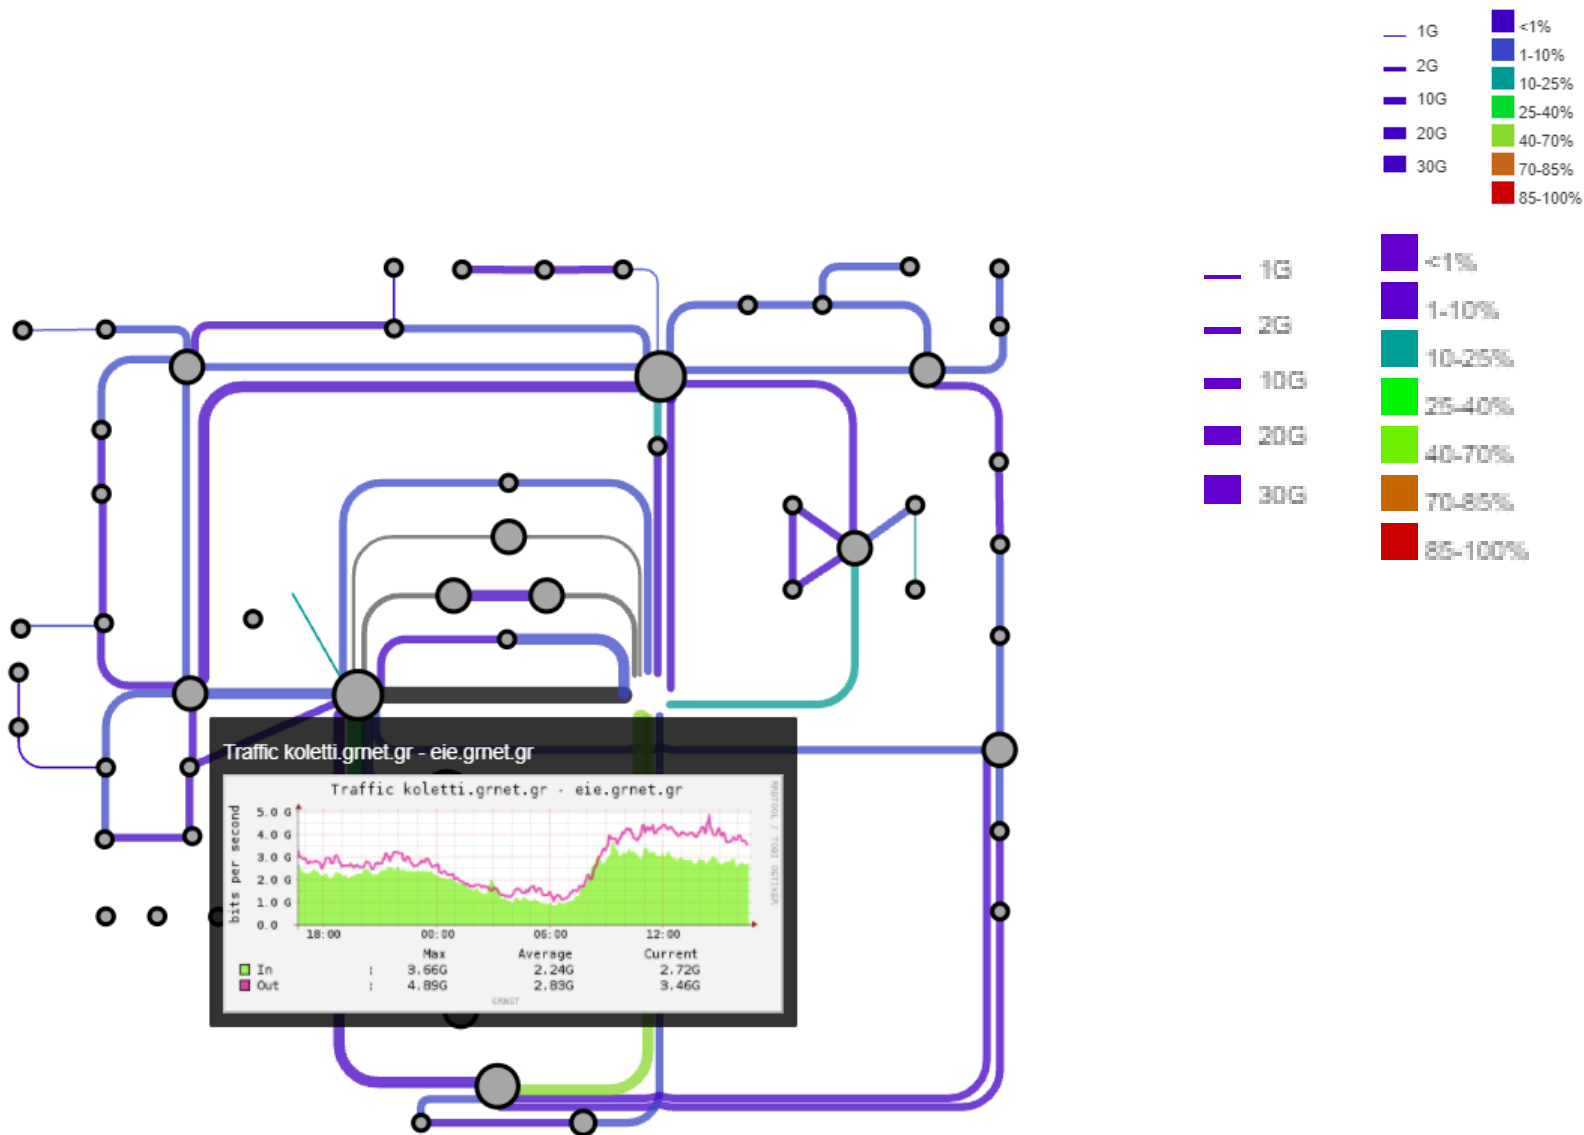 1G
2G
10G
20G
30G
<1%
1-10%
10-25%
25-40%
40-70%
70-85%
85-100%
1G
2G
10G
20G
30G
<1%
1-10%
10-25%
25-40%
40-70%
70-85%
85-100%
Traffic koletti.grnet.gr - eie.grnet.gr
Traffic koletti.grnet.gr - eie.grnet.gr
RRDTOOL / TOBI OETIKER
bits per second
5.0 G
4.0 G
3.0 G
2.0 G
1.0 G
0.0
18:00 00:00 06:00 12:00
Max Average Current
In : 3.66G 2.24G 2.72G
Out : 4.89G 2.83G 3.46G
GRNET